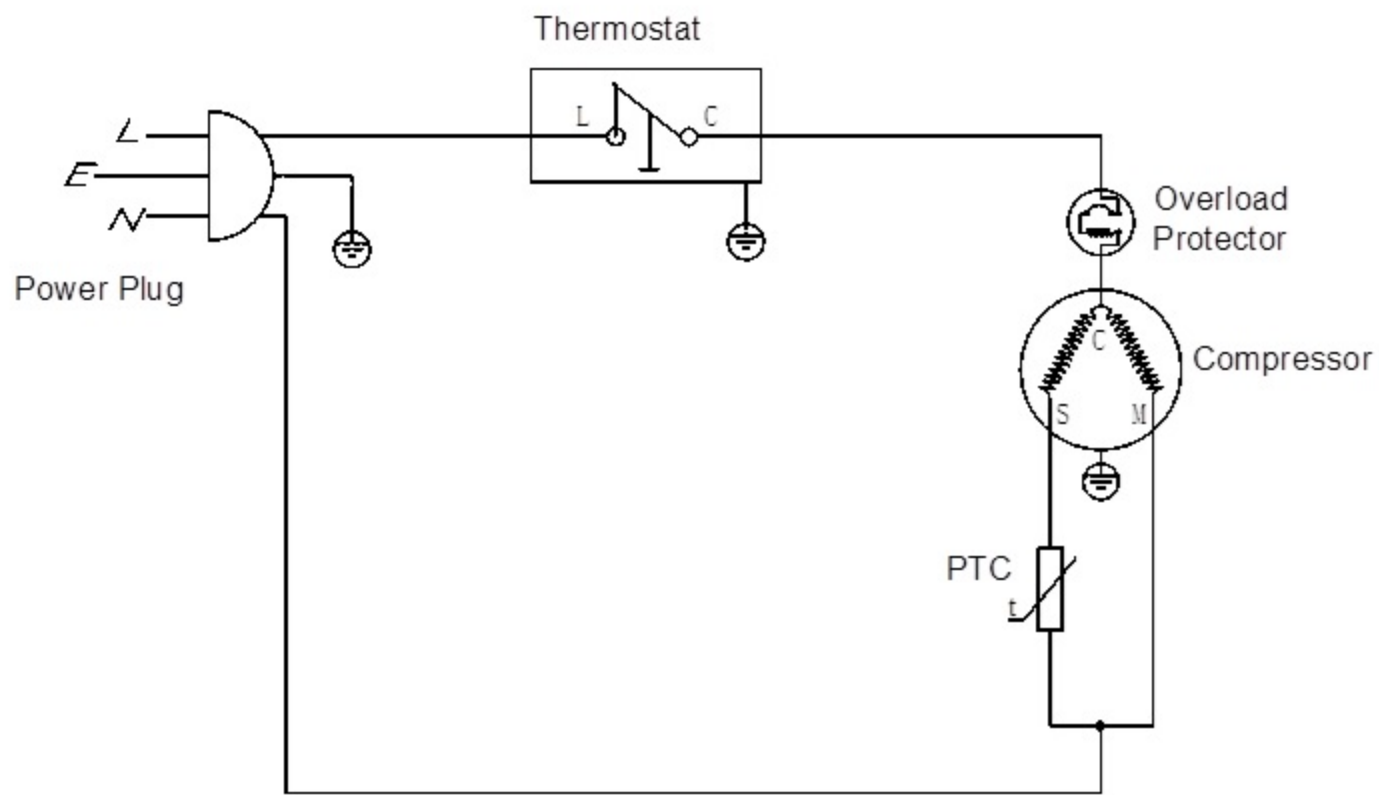 Thermostat
L
C
L
E
N
Power Plug
Overload
Protector
C
Compressor
S
M
PTC
t